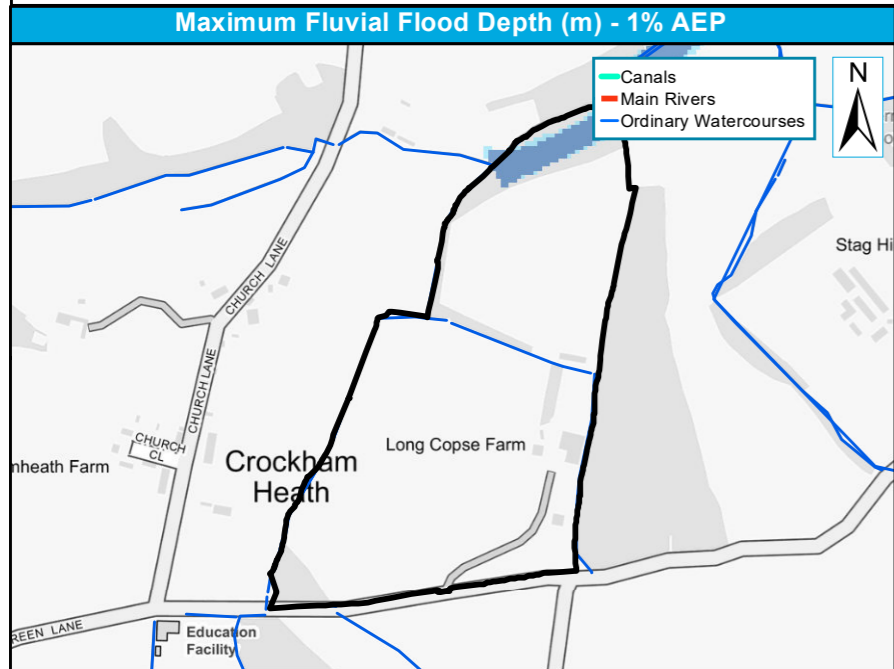 Maximum Fluvial Flood Depth (m) - 1% AEP
Canals
Main Rivers
Ordinary Watercourses
N
Stag Hi
CHURCH LANE
CHURCH LANE
CHURCH
CL
mheath Farm
Crockham
Heath
Long Copse Farm
REEN LANE
Education
Facility